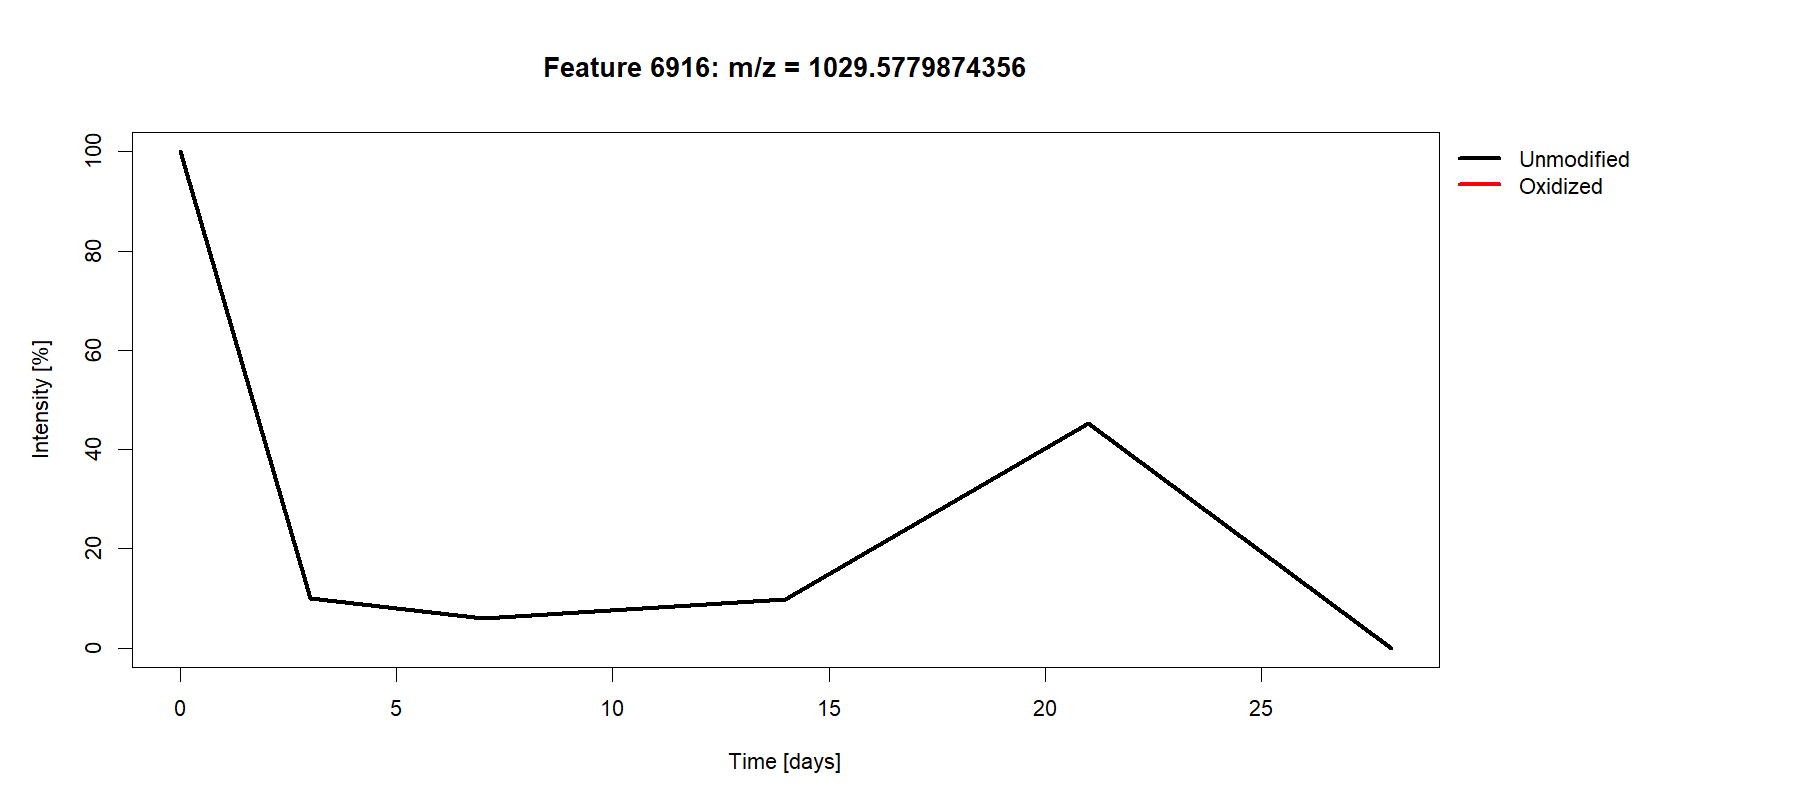 Feature 6916: m/z = 1029.5779874356
Unmodified
Oxidized
Intensity [%]
100
80
60
40
20
0
0 5 10 15 20 25
Time [days]